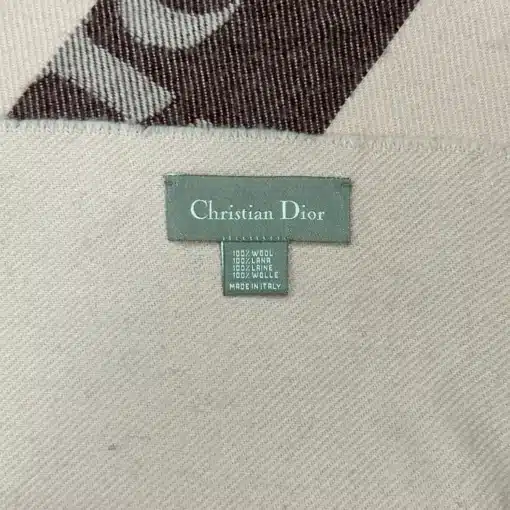 Christian Dior
100% WOOL
100% LANA
100% LAINE
100% WOLLE
MADE IN ITALY